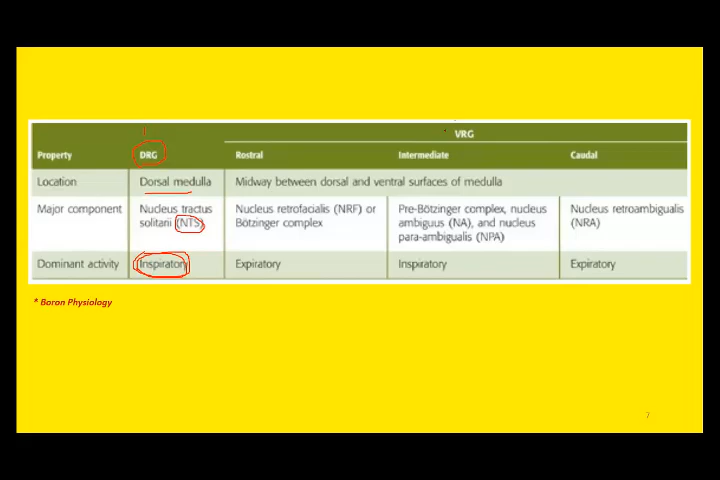 VRG
Property DRG Rostral Intermediate Caudal
Location Dorsal medulla Midway between dorsal and ventral surfaces of medulla
Major component Nucleus tractus solitarii (NTS) Nucleus retrofacialis (NRF) or Bötzinger complex Pre-Bötzinger complex, nucleus ambiguus (NA), and nucleus para-ambigualis (NPA) Nucleus retroambigualis (NRA)
Dominant activity Inspiratory Expiratory Inspiratory Expiratory
* Boron Physiology
7